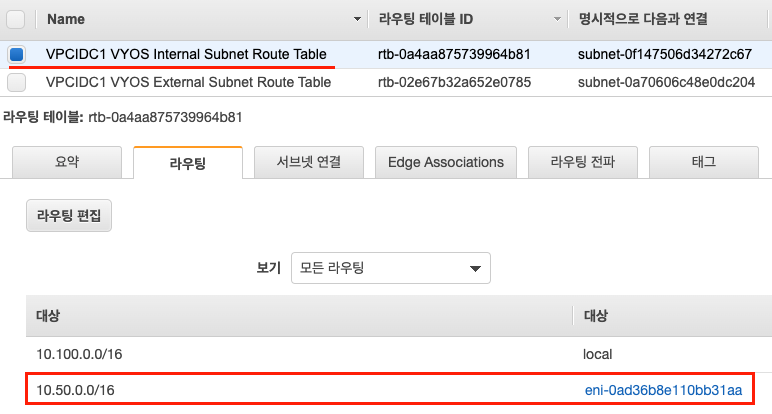 Name 라우팅 테이블 ID 명시적으로 다음과 연결
VPCIDC1 VYOS Internal Subnet Route Table rtb-0a4aa875739964b81 subnet-0f147506d34272c67
VPCIDC1 VYOS External Subnet Route Table rtb-02e67b32a652e0785 subnet-0a70606c48e0dc204
라우팅 테이블: rtb-0a4aa875739964b81
요약 라우팅 서브넷 연결 Edge Associations 라우팅 전파 태그
라우팅 편집
보기 모든 라우팅
대상 대상
10.100.0.0/16 local
10.50.0.0/16 eni-0ad36b8e110bb31aa